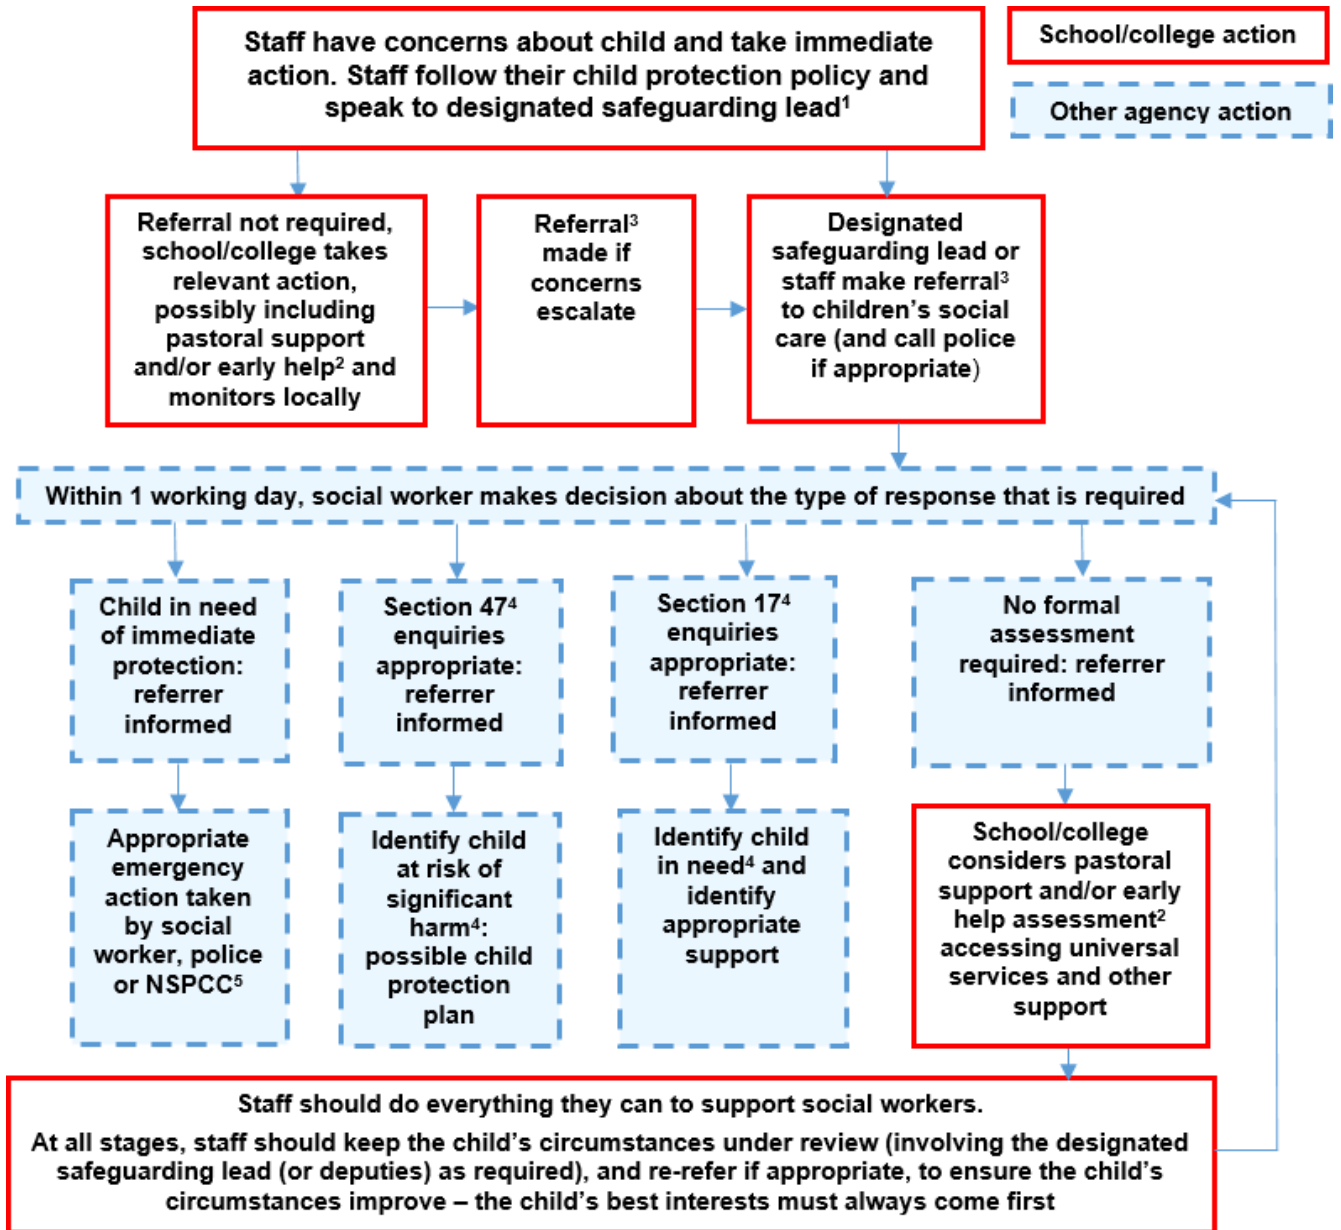 Staff have concerns about child and take immediate
action. Staff follow their child protection policy and
speak to designated safeguarding lead¹
School/college action
Other agency action
Referral not required,
school/college takes
relevant action,
possibly including
pastoral support
and/or early help² and
monitors locally
Referral³
made if
concerns
escalate
Designated
safeguarding lead or
staff make referral³
to children’s social
care (and call police
if appropriate)
Within 1 working day, social worker makes decision about the type of response that is required
Child in need
of immediate
protection:
referrer
informed
Section 47⁴
enquiries
appropriate:
referrer
informed
Section 17⁴
enquiries
appropriate:
referrer
informed
No formal
assessment
required: referrer
informed
Appropriate
emergency
action taken
by social
worker, police
or NSPCC⁵
Identify child
at risk of
significant
harm⁴:
possible child
protection
plan
Identify child
in need⁴ and
identify
appropriate
support
School/college
considers pastoral
support and/or early
help assessment²
accessing universal
services and other
support
Staff should do everything they can to support social workers.
At all stages, staff should keep the child’s circumstances under review (involving the designated
safeguarding lead (or deputies) as required), and re-refer if appropriate, to ensure the child’s
circumstances improve – the child’s best interests must always come first